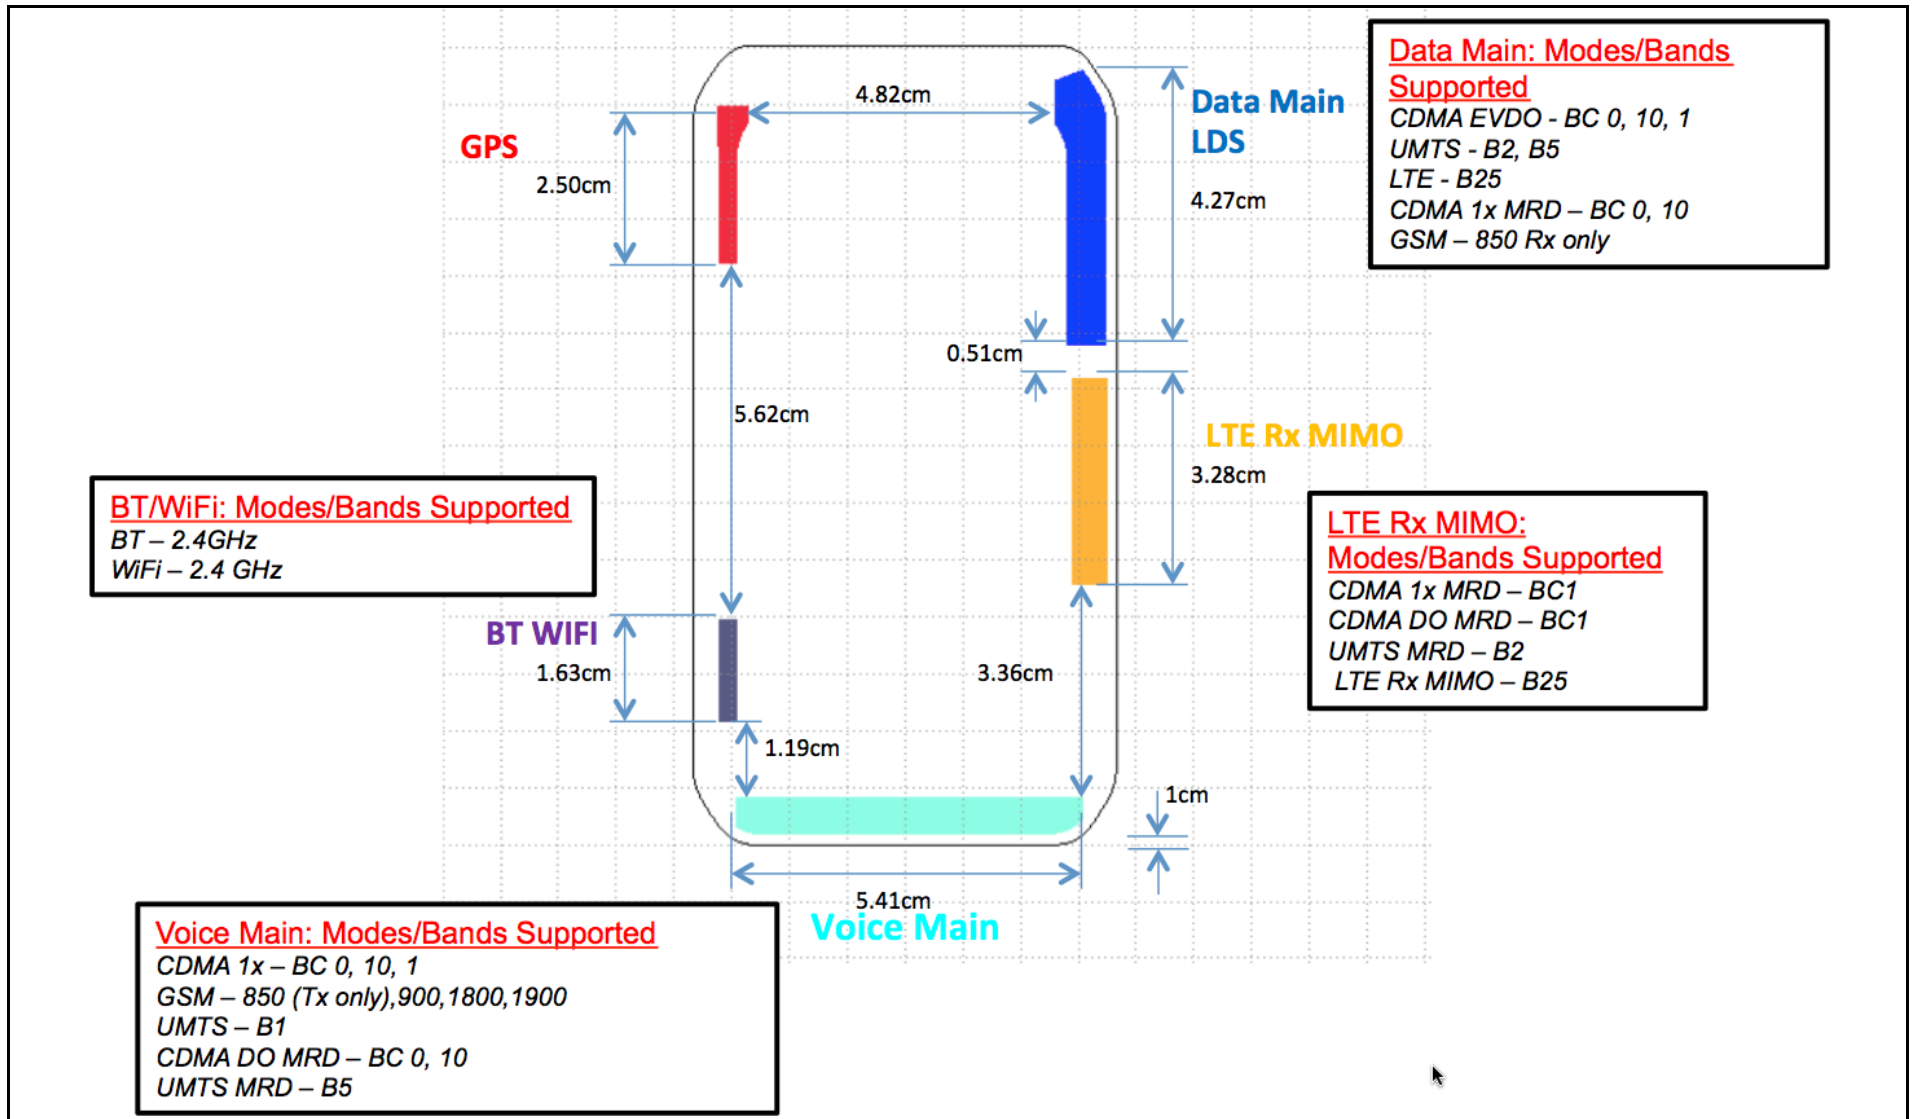 Data Main: Modes/Bands
Supported
CDMA EVDO - BC 0, 10, 1
UMTS - B2, B5
LTE - B25
CDMA 1x MRD – BC 0, 10
GSM – 850 Rx only
4.82cm
Data Main
LDS
4.27cm
GPS
2.50cm
0.51cm
5.62cm
LTE Rx MIMO
3.28cm
BT/WiFi: Modes/Bands Supported
BT – 2.4GHz
WiFi – 2.4 GHz
LTE Rx MIMO:
Modes/Bands Supported
CDMA 1x MRD – BC1
CDMA DO MRD – BC1
UMTS MRD – B2
LTE Rx MIMO – B25
BT WIFI
1.63cm
3.36cm
1.19cm
1cm
5.41cm
Voice Main
Voice Main: Modes/Bands Supported
CDMA 1x – BC 0, 10, 1
GSM – 850 (Tx only),900,1800,1900
UMTS – B1
CDMA DO MRD – BC 0, 10
UMTS MRD – B5